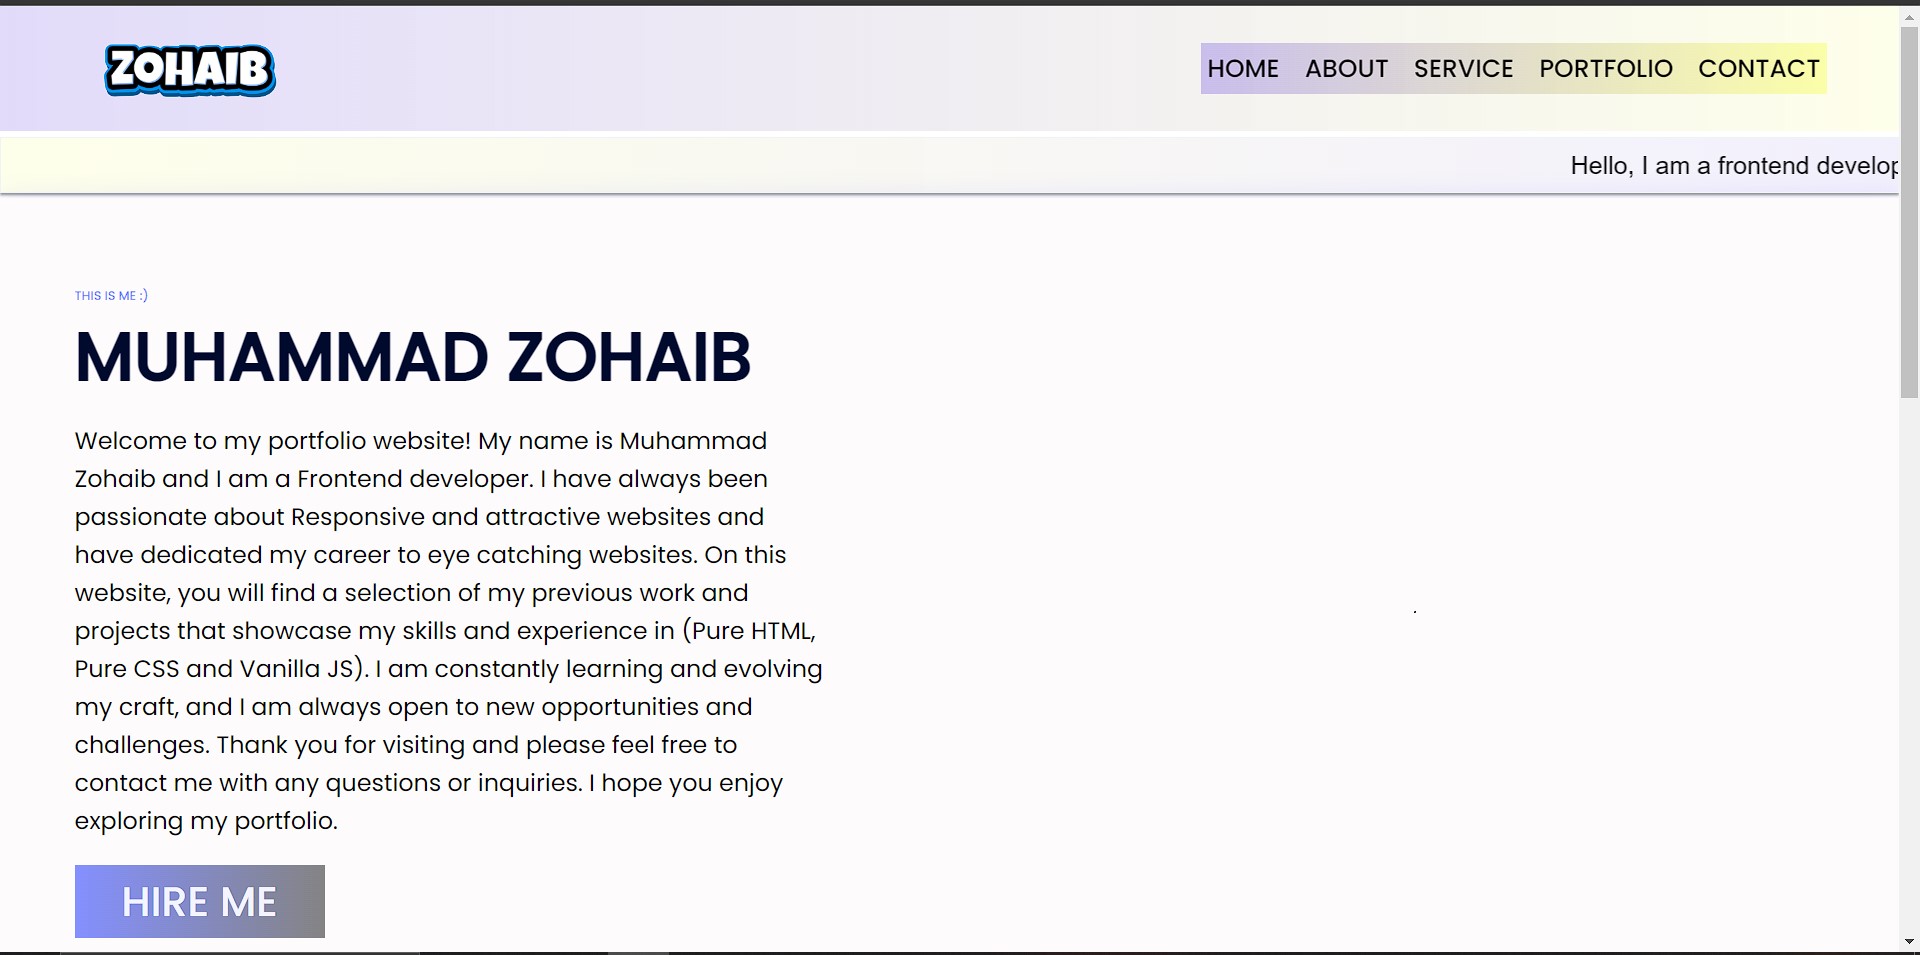 ZOHAIB
HOME ABOUT SERVICE PORTFOLIO CONTACT
Hello, I am a frontend develop
THIS IS ME :)
MUHAMMAD ZOHAIB
Welcome to my portfolio website! My name is Muhammad
Zohaib and I am a Frontend developer. I have always been
passionate about Responsive and attractive websites and
have dedicated my career to eye catching websites. On this
website, you will find a selection of my previous work and
projects that showcase my skills and experience in (Pure HTML,
Pure CSS and Vanilla JS). I am constantly learning and evolving
my craft, and I am always open to new opportunities and
challenges. Thank you for visiting and please feel free to
contact me with any questions or inquiries. I hope you enjoy
exploring my portfolio.
HIRE ME